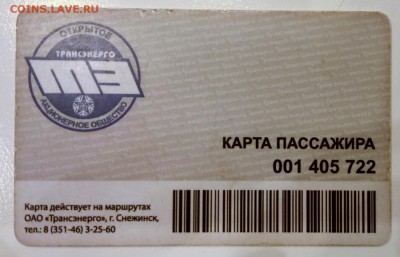 COINS.LAVE.RU
ОТКРЫТОЕ
ТРАНСЭНЕРГО
ТЭ
АКЦИОНЕРНОЕ ОБЩЕСТВО
КАРТА ПАССАЖИРА
001 405 722
Карта действует на маршрутах
ОАО «Трансэнерго», г. Снежинск,
тел.: 8 (351-46) 3-25-60